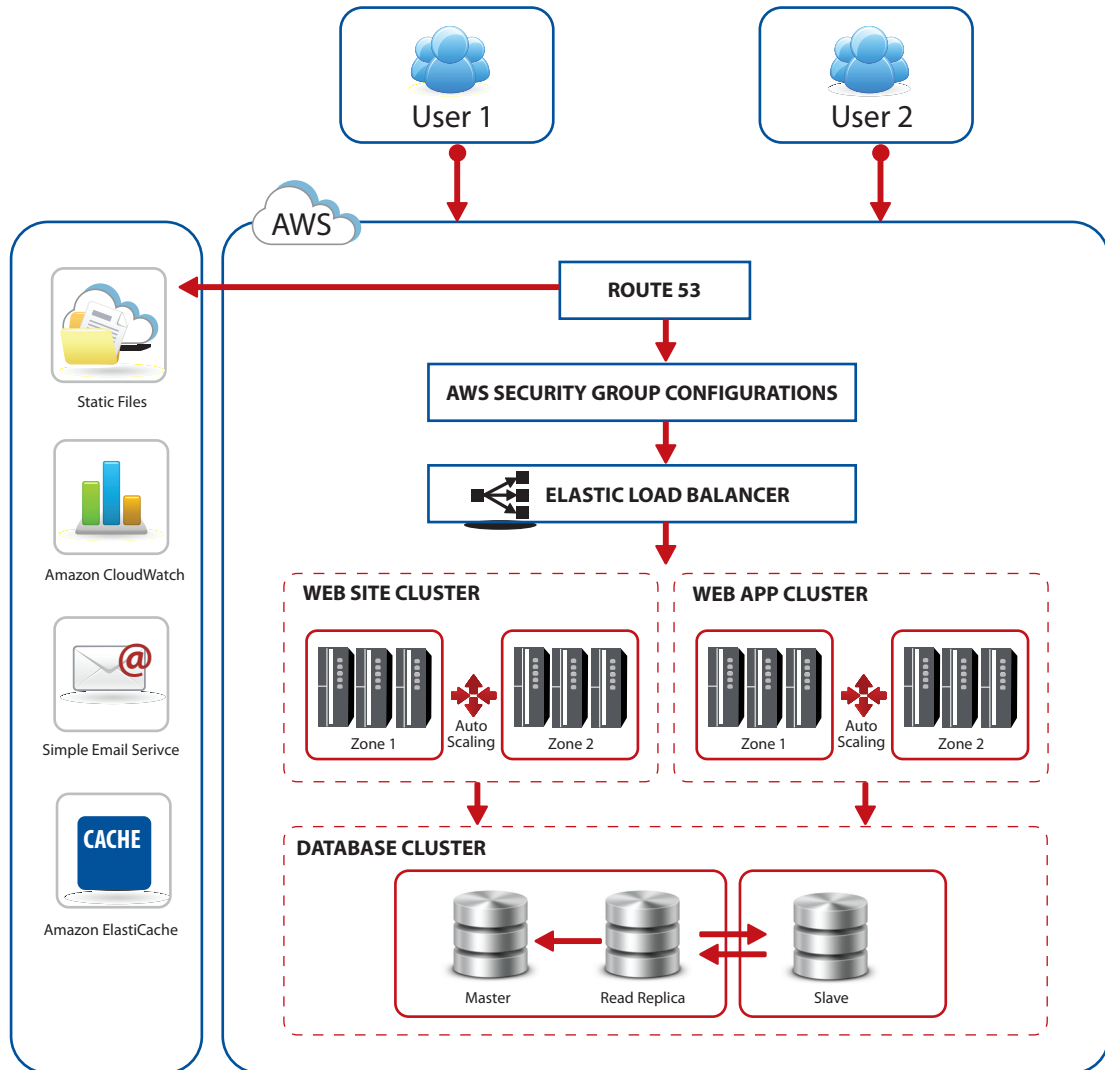 User 1
User 2
AWS
ROUTE 53
AWS SECURITY GROUP CONFIGURATIONS
ELASTIC LOAD BALANCER
Static Files
Amazon CloudWatch
@
Simple Email Serivce
CACHE
Amazon ElastiCache
WEB SITE CLUSTER
Zone 1
Auto
Scaling
Zone 2
WEB APP CLUSTER
Zone 1
Auto
Scaling
Zone 2
DATABASE CLUSTER
Master
Read Replica
Slave